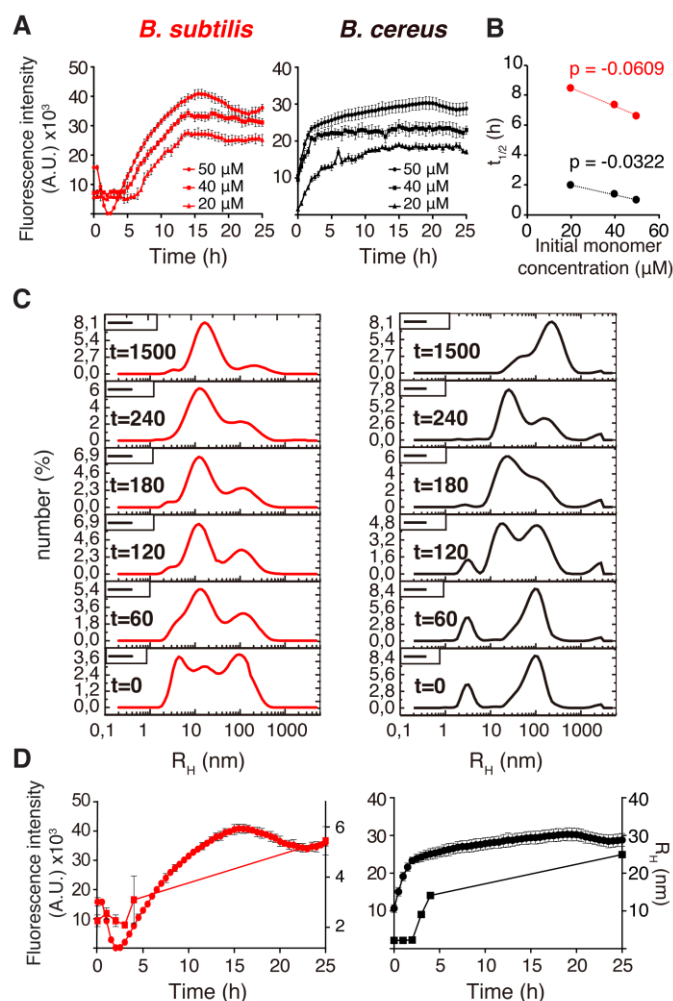 A
B. subtilis
B. cereus
B
Fluorescence intensity
(A.U.) x10³
50
40
30
20
10
0
50 µM
40 µM
20 µM
0 5 10 15 20 25
Time (h)
50
40
30
20
10
0
50 µM
40 µM
20 µM
0 5 10 15 20 25
Time (h)
t1/2 (h)
10
8
6
4
2
0
p = -0.0609
p = -0.0322
0 20 40 60
Initial monomer
concentration (µM)
C
number (%)
8,1
5,4
2,7
0,0
t=1500
6
4
2
0
t=240
6,9
4,6
2,3
0,0
t=180
6,9
4,6
2,3
0,0
t=120
5,4
3,6
1,8
0,0
t=60
3,6
2,4
1,2
0,0
t=0
0,1 1 10 100 1000
RH (nm)
8,1
5,4
2,7
0,0
t=1500
7,8
5,2
2,6
0,0
t=240
6
4
2
0
t=180
4,8
3,2
1,6
0,0
t=120
8,4
5,6
2,8
0,0
t=60
8,4
5,6
2,8
0,0
t=0
0,1 1 10 100 1000
RH (nm)
D
Fluorescence intensity
(A.U.) x10³
50
40
30
20
10
0
6
4
2
0 5 10 15 20 25
Time (h)
40
30
20
10
40
30
20
10
0
RH (nm)
0 5 10 15 20 25
Time (h)